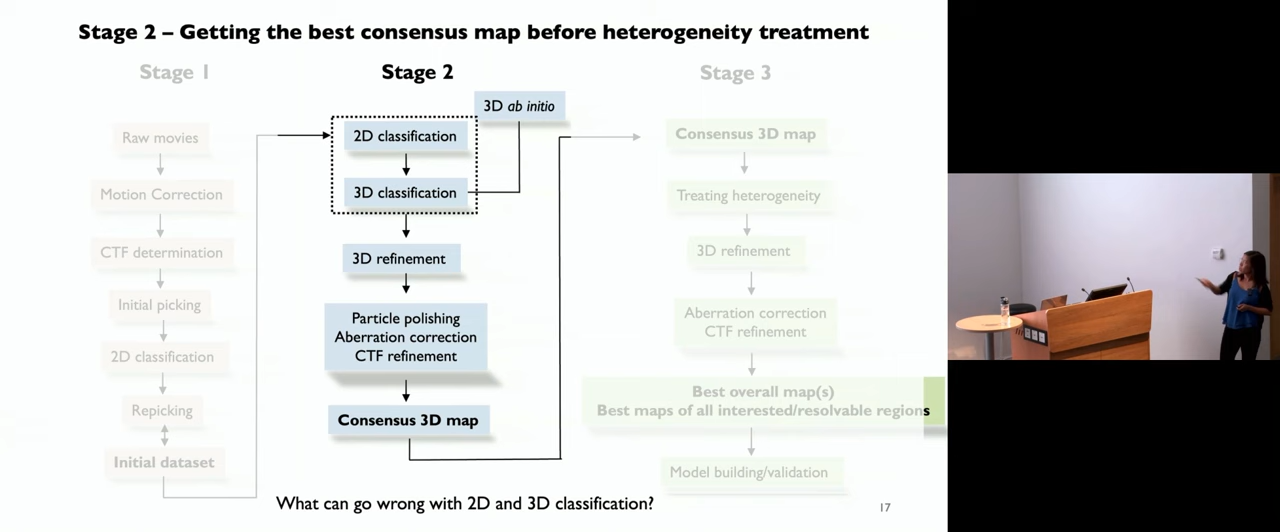 Stage 2 – Getting the best consensus map before heterogeneity treatment
Stage 1
Raw movies
Motion Correction
CTF determination
Initial picking
2D classification
Repicking
Initial dataset
Stage 2
3D ab initio
2D classification
3D classification
3D refinement
Particle polishing
Aberration correction
CTF refinement
Consensus 3D map
Stage 3
Consensus 3D map
Treating heterogeneity
3D refinement
Aberration correction
CTF refinement
Best overall map(s)
Best maps of all interested/resolvable regions
Model building/validation
What can go wrong with 2D and 3D classification?
17